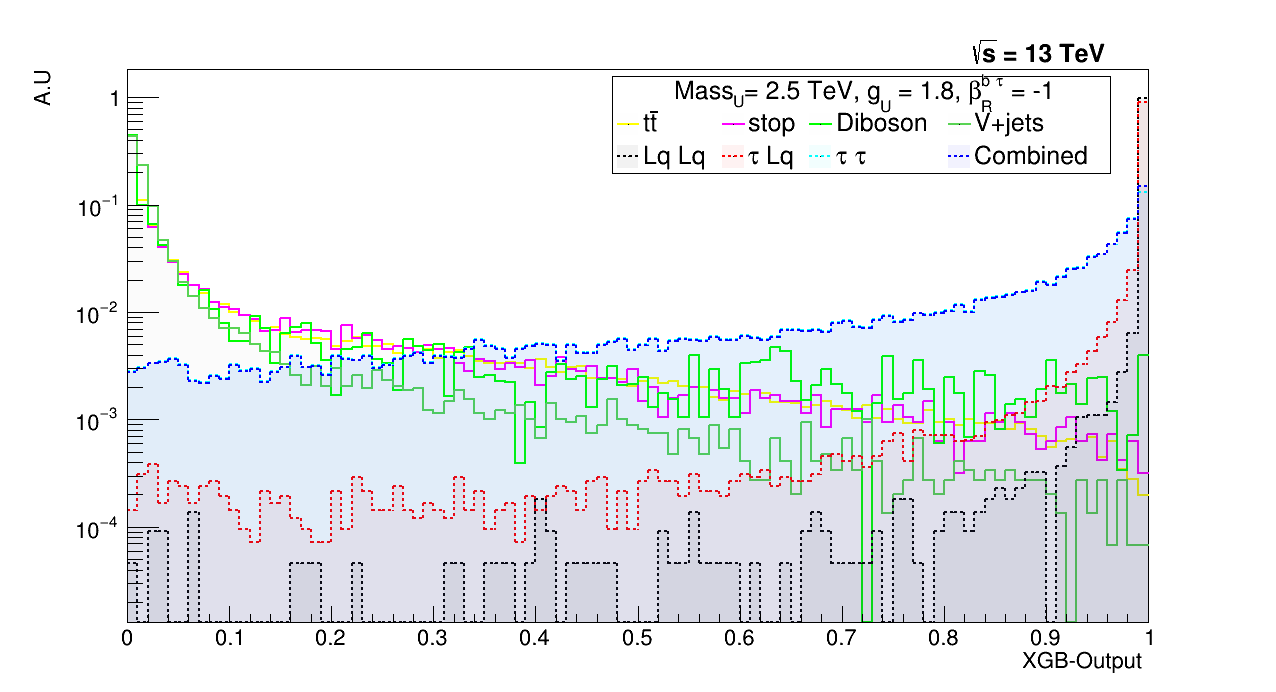 √s = 13 TeV
A.U
Mass_U= 2.5 TeV, g_U = 1.8, β_R^{b τ} = -1
tt̄ stop Diboson V+jets
Lq Lq τ Lq τ τ Combined
1
10⁻¹
10⁻²
10⁻³
10⁻⁴
0 0.1 0.2 0.3 0.4 0.5 0.6 0.7 0.8 0.9 1
XGB-Output